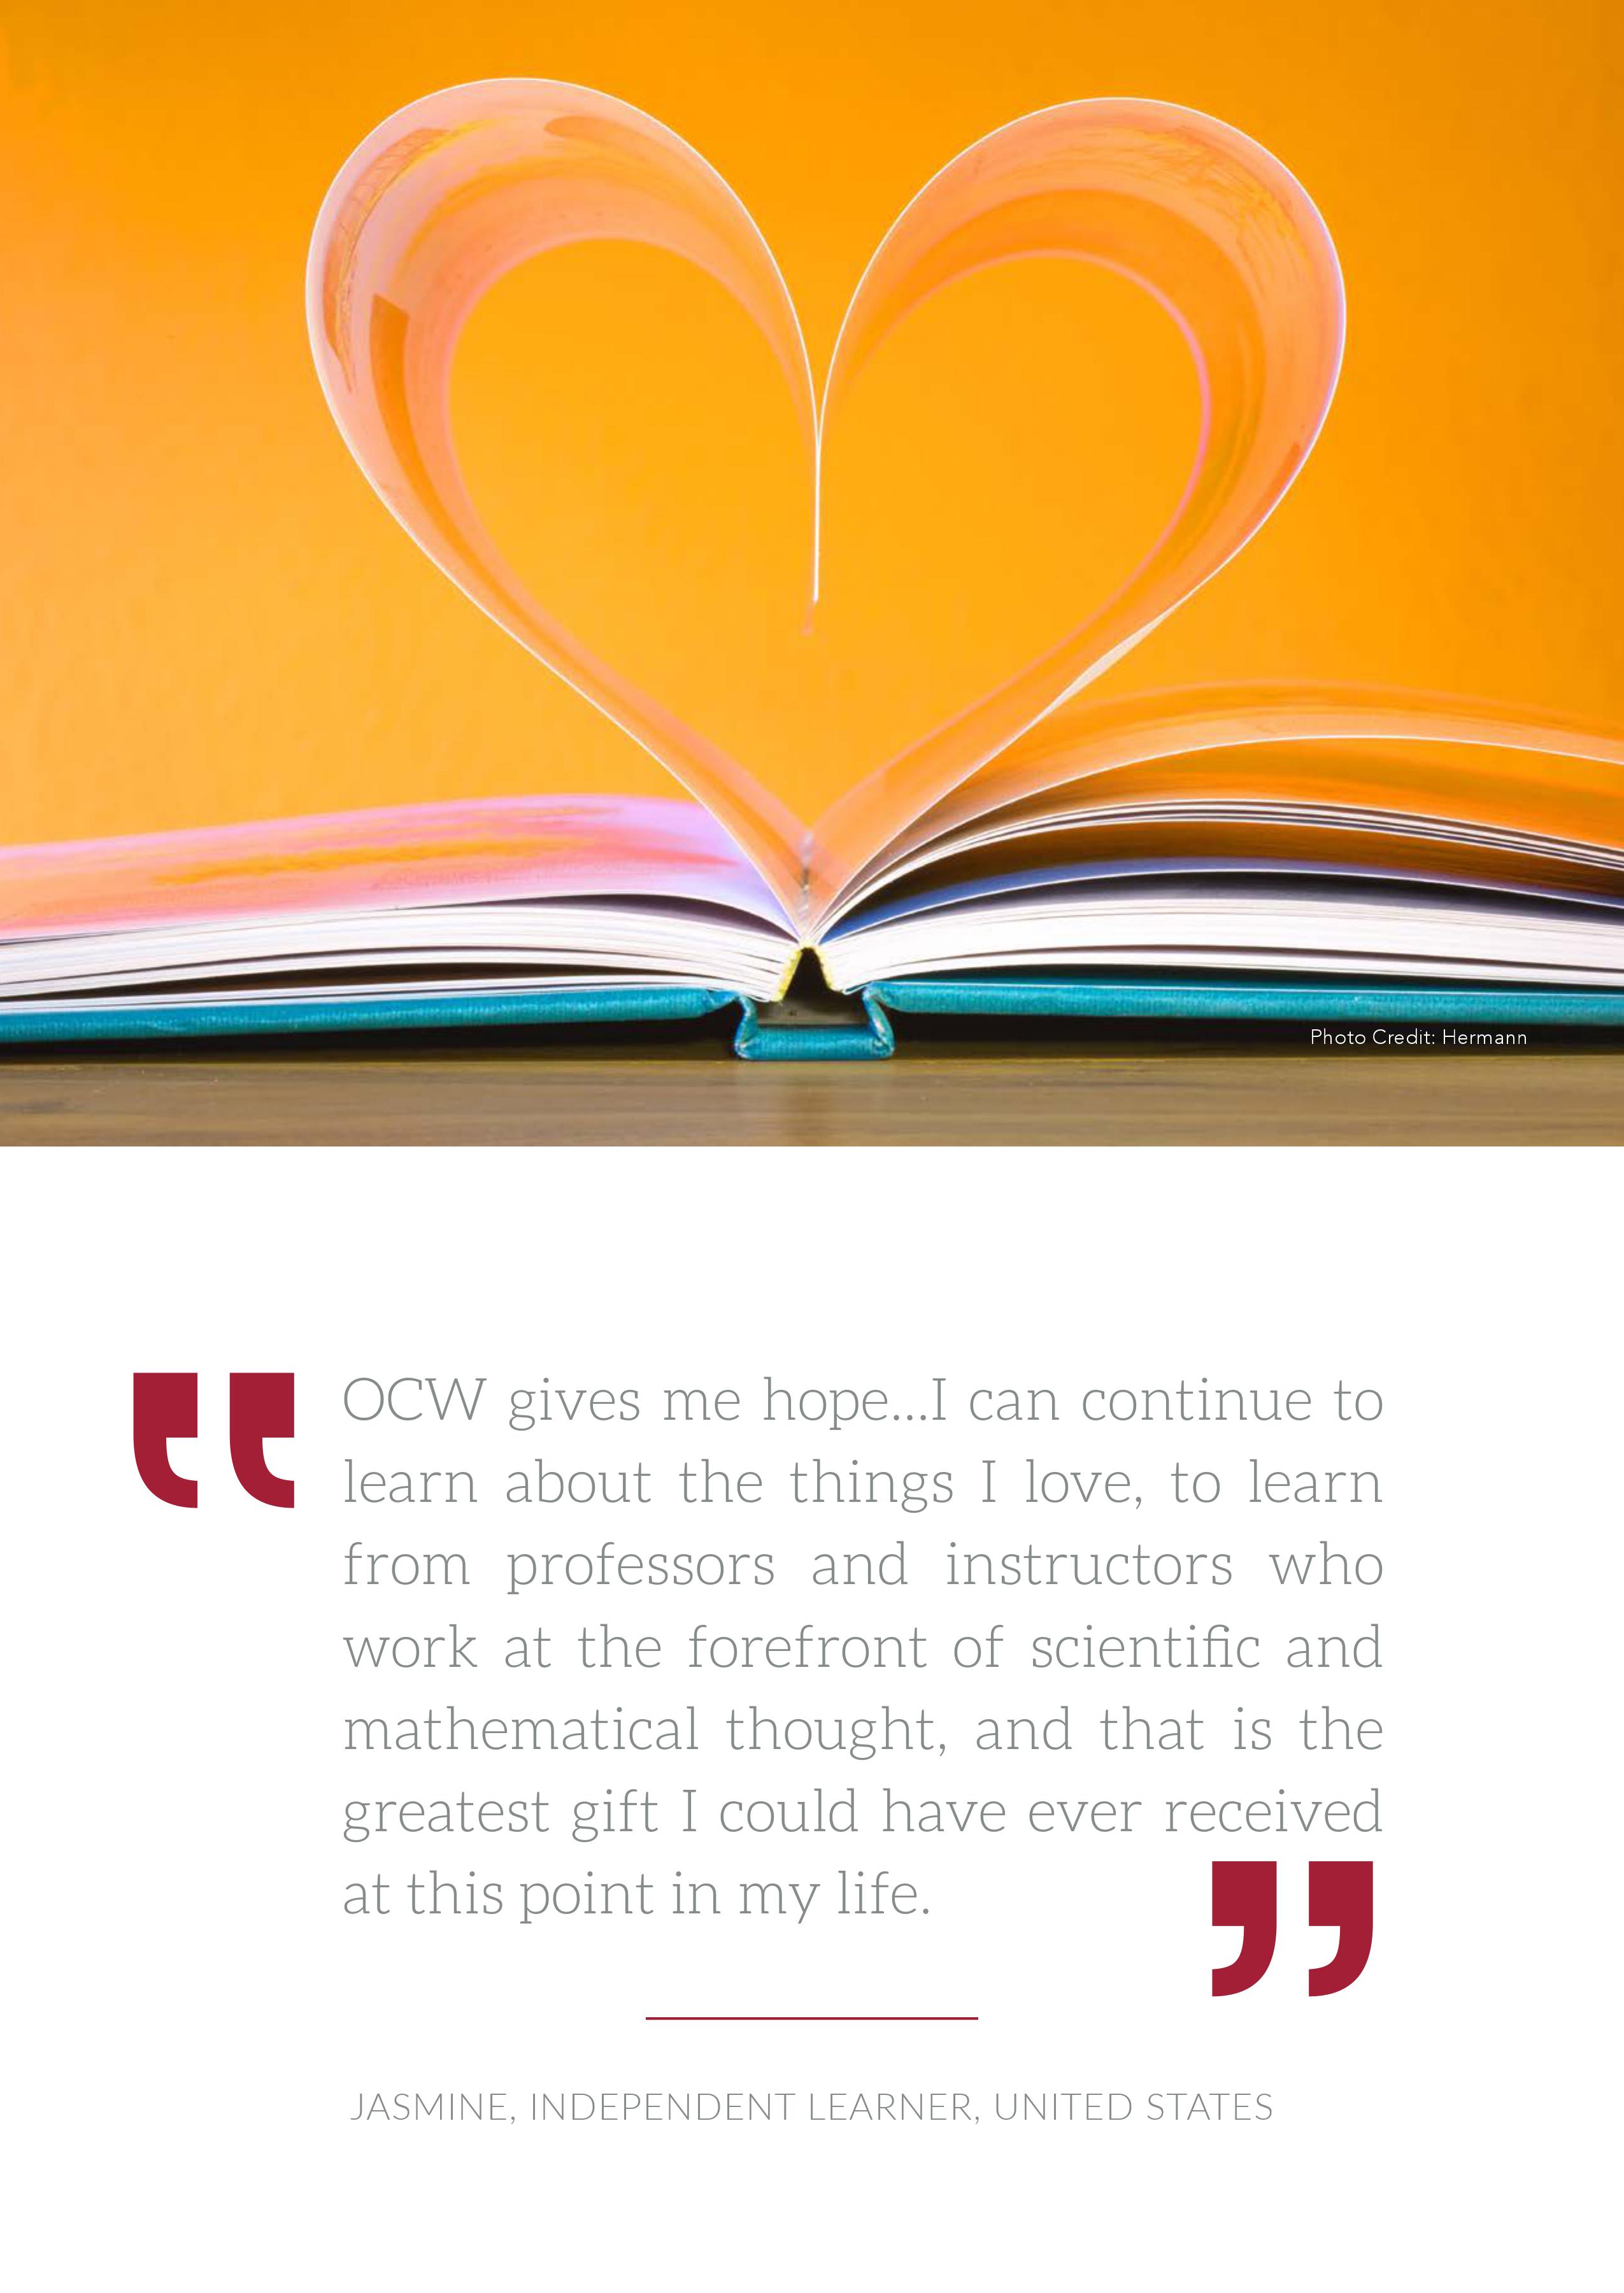 Photo Credit: Hermann
“OCW gives me hope...I can continue to
learn about the things I love, to learn
from professors and instructors who
work at the forefront of scientific and
mathematical thought, and that is the
greatest gift I could have ever received
at this point in my life.”
JASMINE, INDEPENDENT LEARNER, UNITED STATES